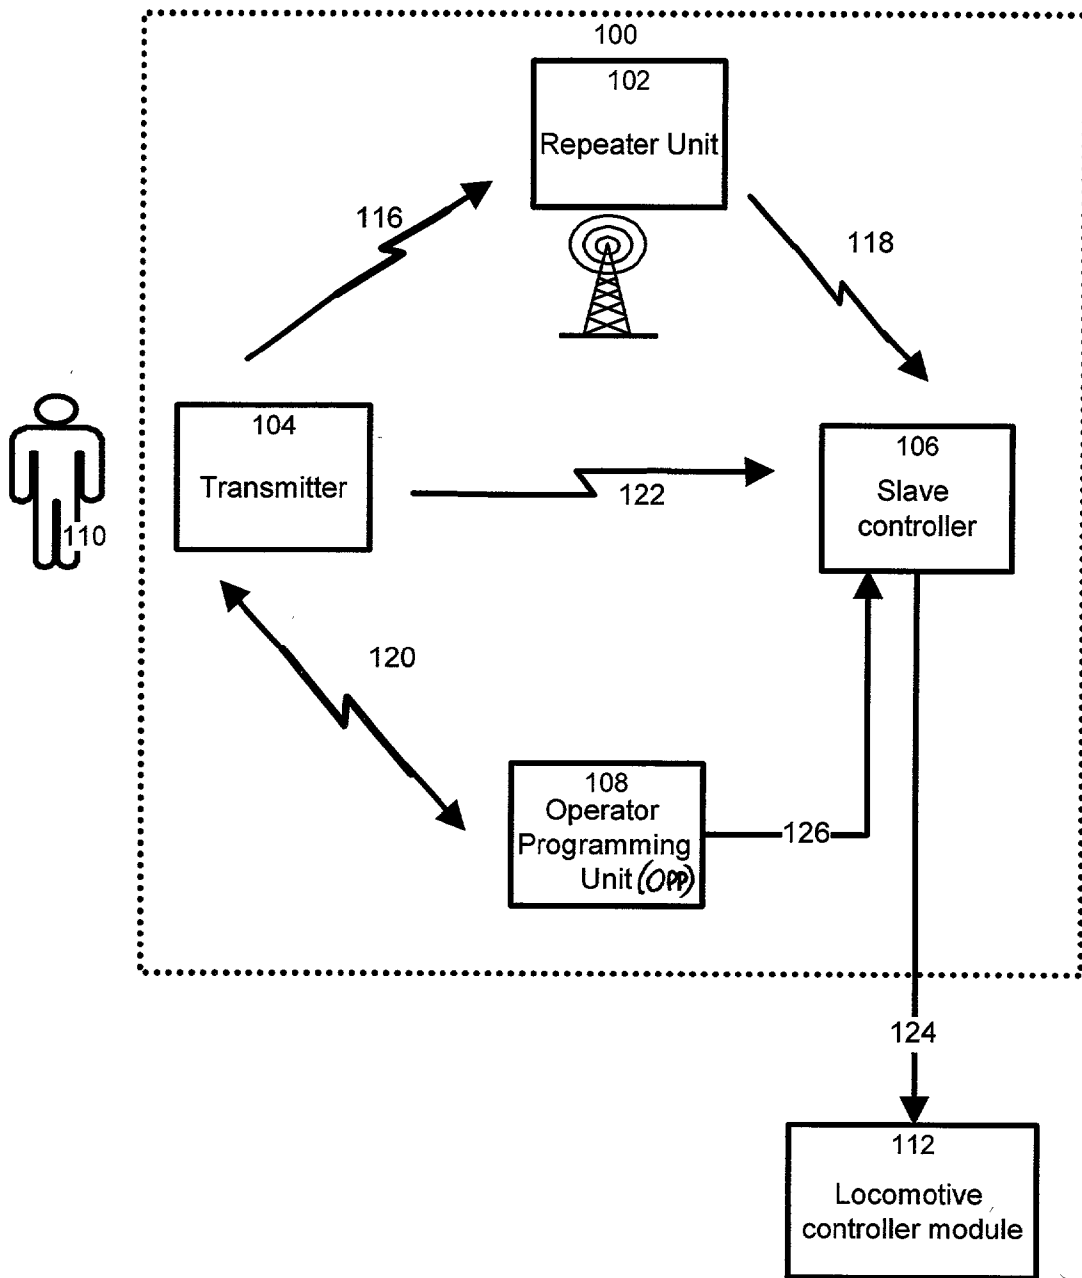 100
102
Repeater Unit
116
118
104
Transmitter
106
Slave
controller
122
110
120
108
Operator
Programming
Unit (OPP)
126
124
112
Locomotive
controller module